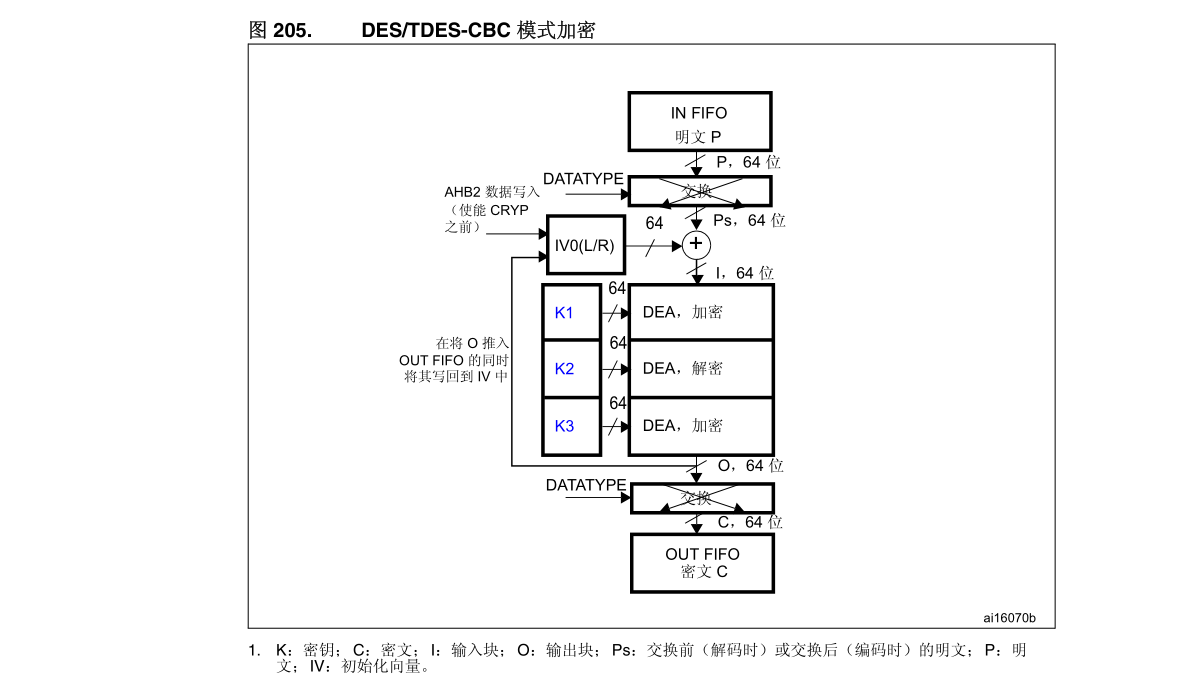 图 205. DES/TDES-CBC 模式加密
IN FIFO
明文 P
P，64 位
DATATYPE
交换
AHB2 数据写入
（使能 CRYP
之前）
Ps，64 位
64
IV0(L/R)
+
I，64 位
64
K1
DEA，加密
64
在将 O 推入
OUT FIFO 的同时
将其写回到 IV 中
K2
DEA，解密
64
K3
DEA，加密
O，64 位
DATATYPE
交换
C，64 位
OUT FIFO
密文 C
ai16070b
1. K：密钥；C：密文；I：输入块；O：输出块；Ps：交换前（解码时）或交换后（编码时）的明文；P：明
文；IV：初始化向量。